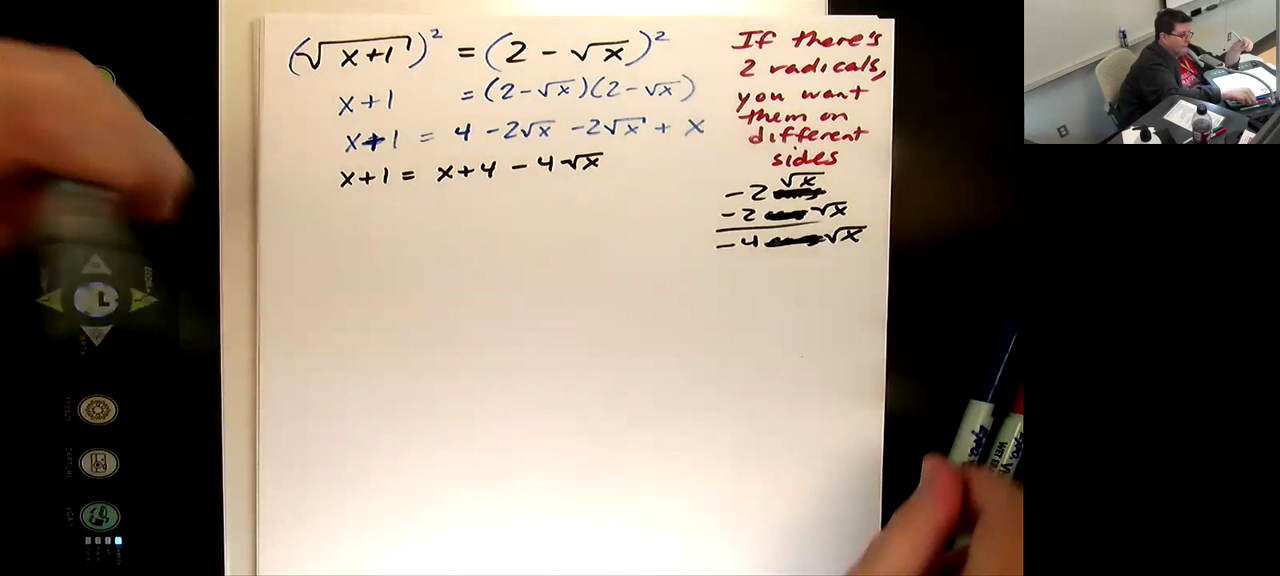 (√x+1)² = (2 - √x)²
x+1 = (2-√x)(2-√x)
x+1 = 4 -2√x -2√x + x
x+1 = x+4 - 4√x
If there's
2 radicals,
you want
them on
different
sides
-2 √x
-2 √x
-4 √x